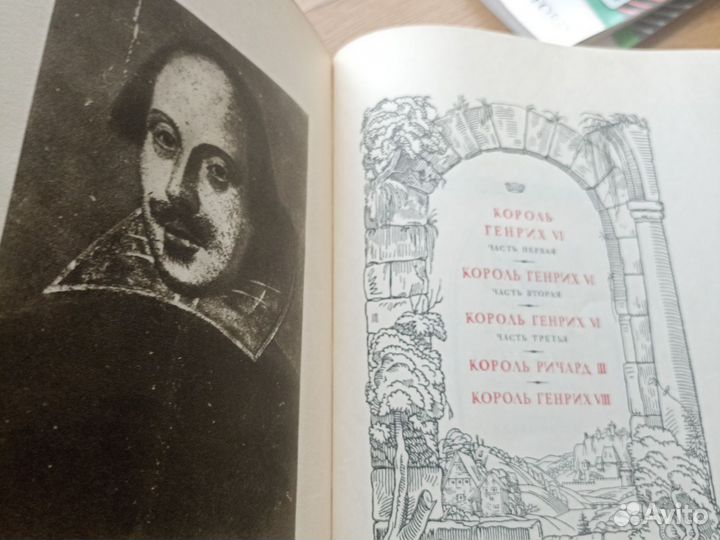 КОРОЛЬ
ГЕНРИХ VI
ЧАСТЬ ПЕРВАЯ
КОРОЛЬ ГЕНРИХ VI
ЧАСТЬ ВТОРАЯ
КОРОЛЬ ГЕНРИХ VI
ЧАСТЬ ТРЕТЬЯ
КОРОЛЬ РИЧАРД III
КОРОЛЬ ГЕНРИХ VIII
Avito